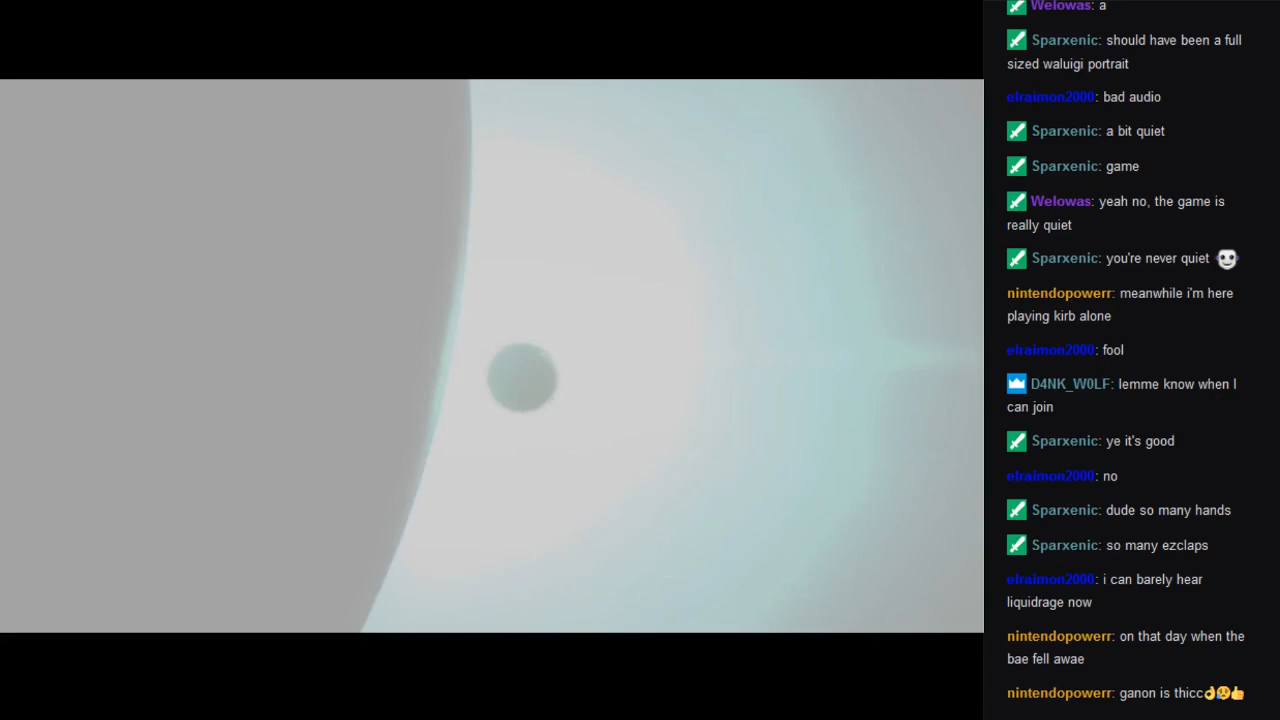 Welowas: a
Sparxenic: should have been a full
sized waluigi portrait
elraimon2000: bad audio
Sparxenic: a bit quiet
Sparxenic: game
Welowas: yeah no, the game is
really quiet
Sparxenic: you're never quiet
nintendopowerr: meanwhile i'm here
playing kirb alone
elraimon2000: fool
D4NK_W0LF: lemme know when I
can join
Sparxenic: ye it's good
elraimon2000: no
Sparxenic: dude so many hands
Sparxenic: so many ezclaps
elraimon2000: i can barely hear
liquidrage now
nintendopowerr: on that day when the
bae fell awae
nintendopowerr: ganon is thicc👌😥👍